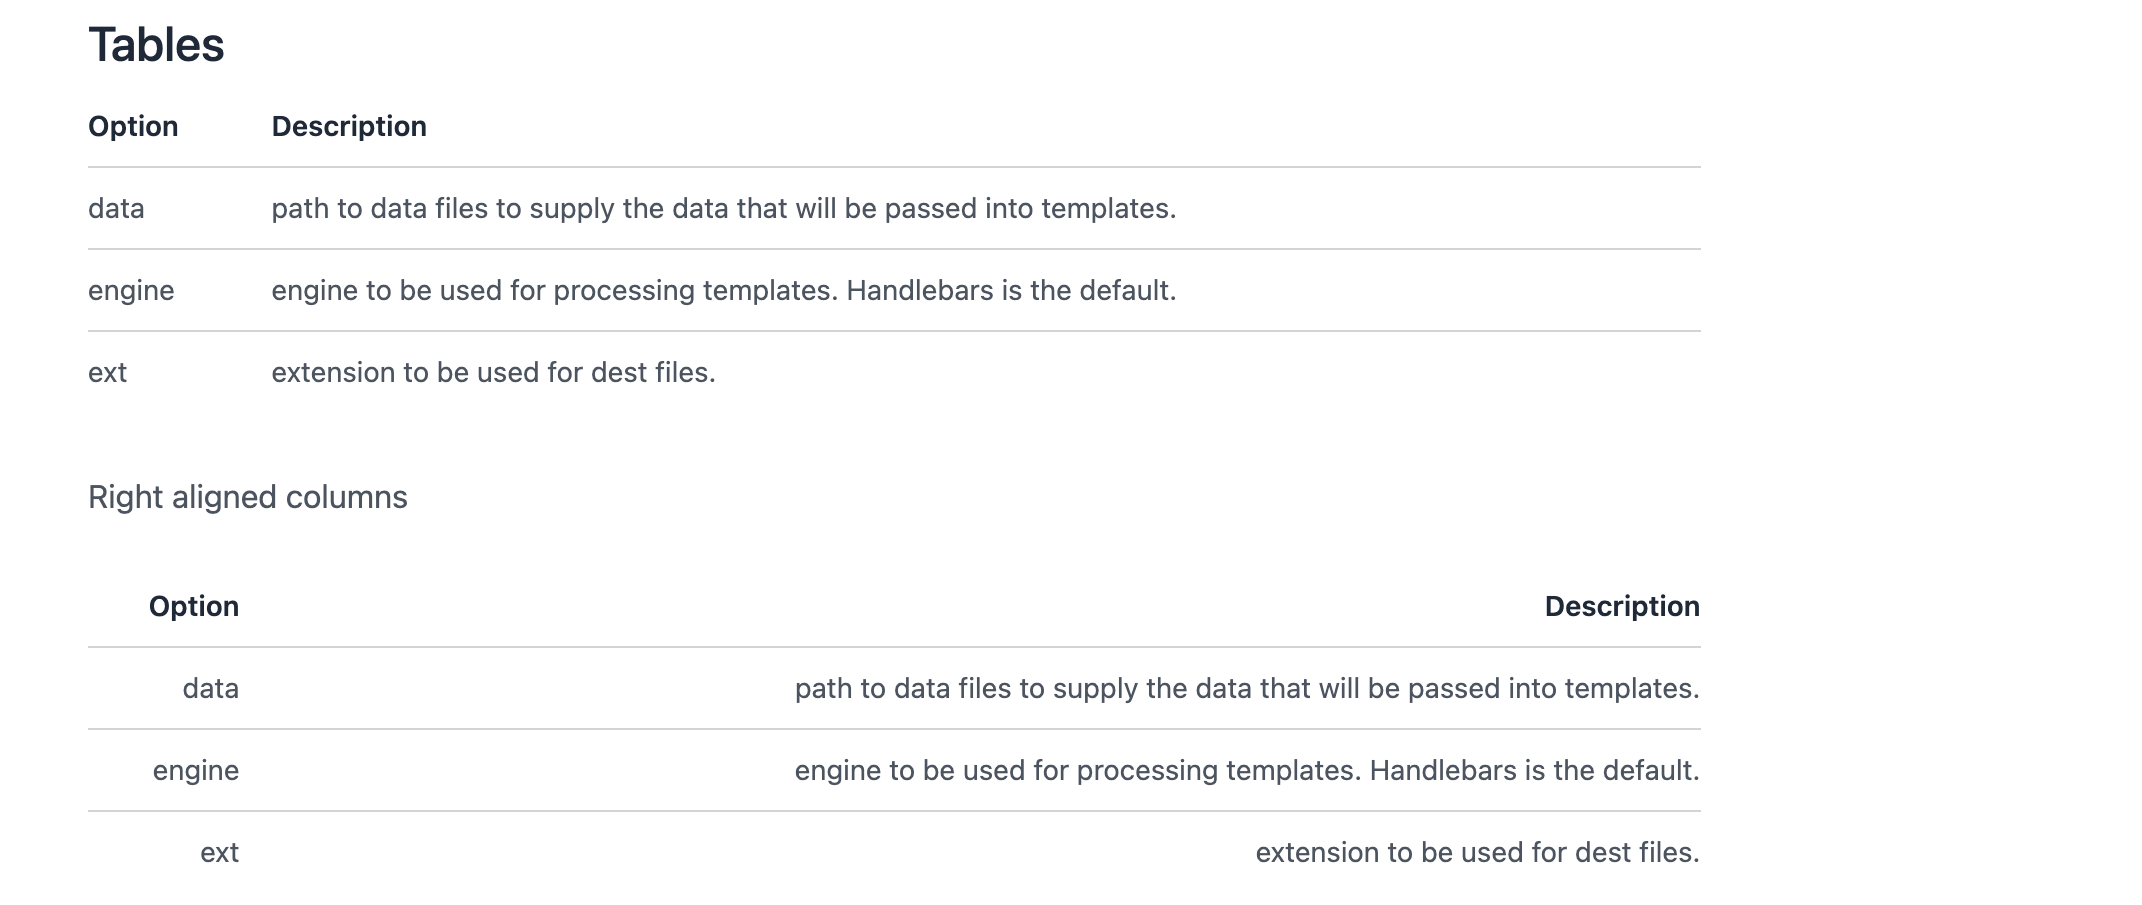 Tables
Option Description
data path to data files to supply the data that will be passed into templates.
engine engine to be used for processing templates. Handlebars is the default.
ext extension to be used for dest files.
Right aligned columns
Option Description
data path to data files to supply the data that will be passed into templates.
engine engine to be used for processing templates. Handlebars is the default.
ext extension to be used for dest files.